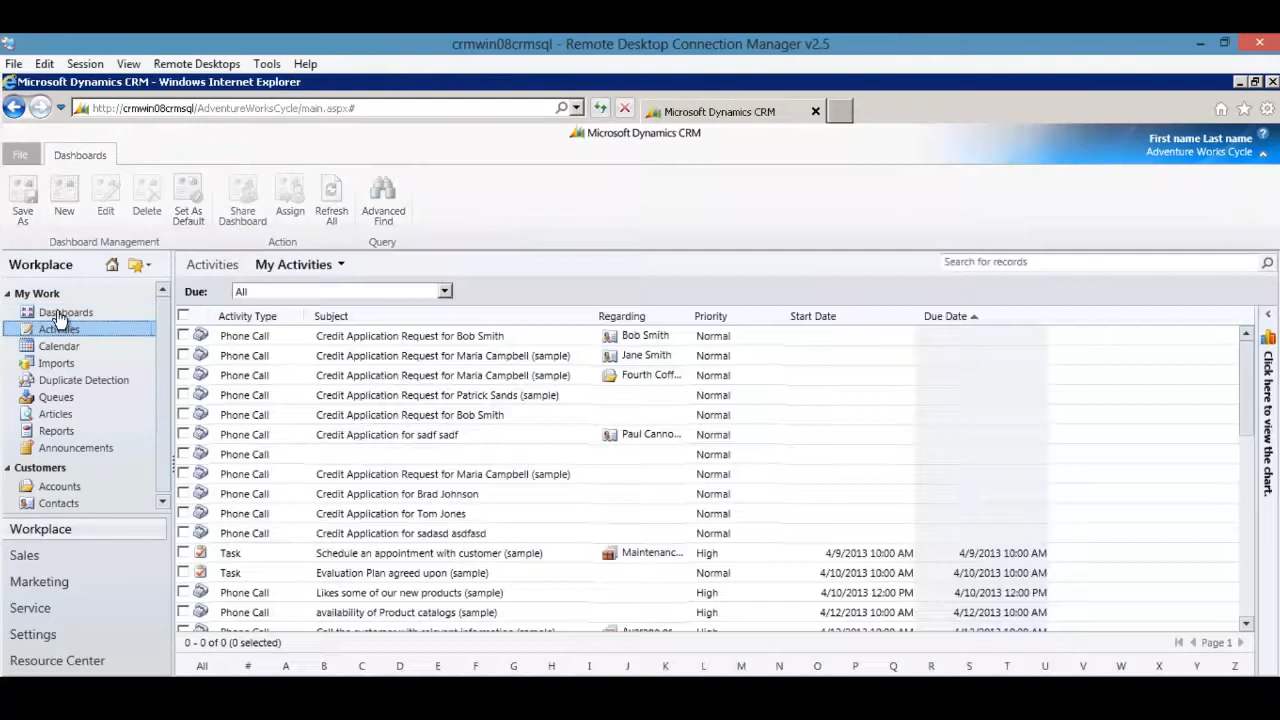 crmwin08crmsql - Remote Desktop Connection Manager v2.5
File Edit Session View Remote Desktops Tools Help
Microsoft Dynamics CRM - Windows Internet Explorer
http://crmwin08crmsql/AdventureWorksCycle/main.aspx#
Microsoft Dynamics CRM
Microsoft Dynamics CRM
First name Last name
Adventure Works Cycle
File Dashboards
Save As
New
Edit
Delete
Set As Default
Share Dashboard
Assign
Refresh All
Advanced Find
Dashboard Management
Action
Query
Workplace
My Work
Dashboards
Activities
Calendar
Imports
Duplicate Detection
Queues
Articles
Reports
Announcements
Customers
Accounts
Contacts
Workplace
Sales
Marketing
Service
Settings
Resource Center
Activities My Activities
Search for records
Due: All
Activity Type Subject Regarding Priority Start Date Due Date
Phone Call Credit Application Request for Bob Smith Bob Smith Normal
Phone Call Credit Application Request for Maria Campbell (sample) Jane Smith Normal
Phone Call Credit Application Request for Maria Campbell (sample) Fourth Coff... Normal
Phone Call Credit Application Request for Patrick Sands (sample) Normal
Phone Call Credit Application Request for Bob Smith Normal
Phone Call Credit Application for sadf sadf Paul Canno... Normal
Phone Call Normal
Phone Call Credit Application Request for Maria Campbell (sample) Normal
Phone Call Credit Application for Brad Johnson Normal
Phone Call Credit Application for Tom Jones Normal
Phone Call Credit Application for sadasd asdfasd Normal
Task Schedule an appointment with customer (sample) Maintenanc... High 4/9/2013 10:00 AM 4/9/2013 10:00 AM
Task Evaluation Plan agreed upon (sample) Normal 4/10/2013 10:00 AM 4/10/2013 10:00 AM
Phone Call Likes some of our new products (sample) High 4/10/2013 12:00 PM 4/10/2013 12:00 PM
Phone Call availability of Product catalogs (sample) High 4/12/2013 10:00 AM 4/12/2013 10:00 AM
0 - 0 of 0 (0 selected)
Page 1
All # A B C D E F G H I J K L M N O P Q R S T U V W X Y Z
Click here to view the chart.